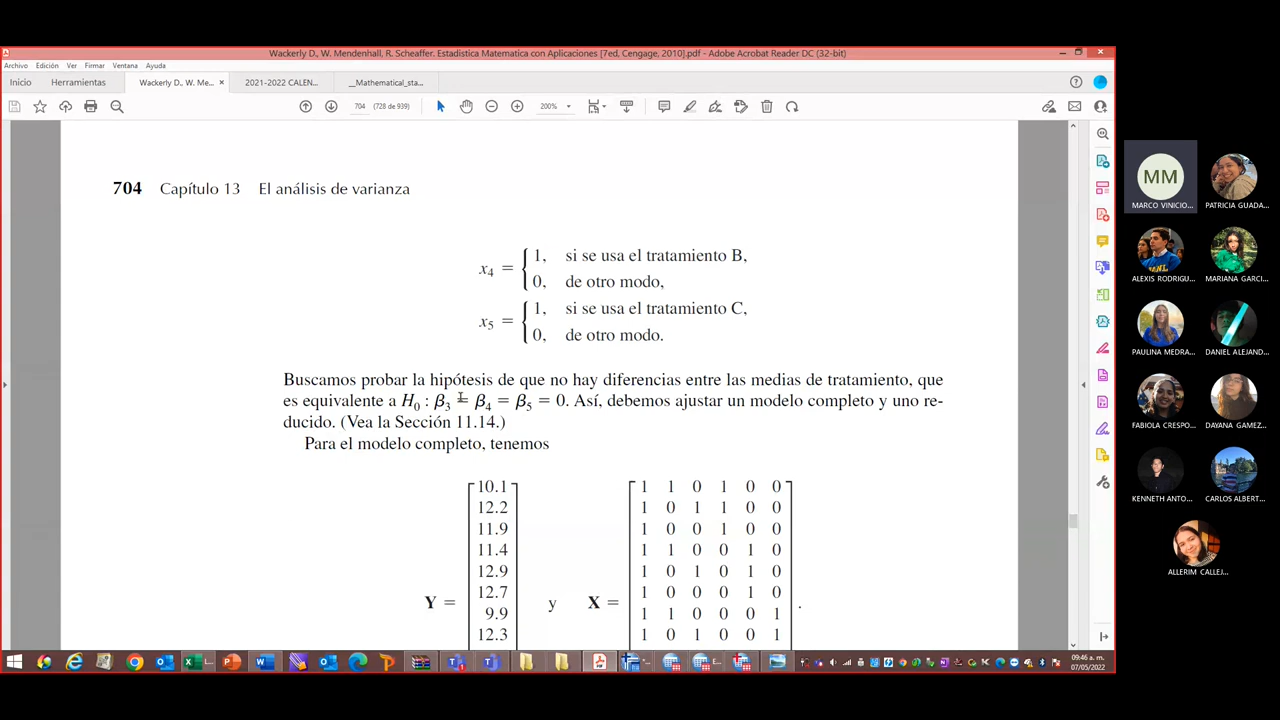 Wackerly D., W. Mendenhall, R. Scheaffer. Estadistica Matematica con Aplicaciones [7ed, Cengage, 2010].pdf - Adobe Acrobat Reader DC (32-bit)
Archivo Edición Ver Firmar Ventana Ayuda
Inicio Herramientas Wackerly D., W. Me... × 2021-2022 CALEN... __Mathematical_sta...
704 (728 de 939) 200%
704 Capítulo 13 El análisis de varianza
x4 = { 1, si se usa el tratamiento B,
0, de otro modo,
x5 = { 1, si se usa el tratamiento C,
0, de otro modo.
Buscamos probar la hipótesis de que no hay diferencias entre las medias de tratamiento, que
es equivalente a H0 : β3 = β4 = β5 = 0. Así, debemos ajustar un modelo completo y uno re-
ducido. (Vea la Sección 11.14.)
Para el modelo completo, tenemos
10.1 1 1 0 1 0 0
12.2 1 0 1 1 0 0
11.9 1 0 0 1 0 0
11.4 1 1 0 0 1 0
12.9 1 0 1 0 1 0
12.7 1 0 0 0 1 0
Y = y X = .
9.9 1 1 0 0 0 1
12.3 1 0 1 0 0 1
MM
MARCO VINICIO... PATRICIA GUADA...
ALEXIS RODRIGU... MARIANA GARCI...
PAULINA MEDRA... DANIEL ALEJAND...
FABIOLA CRESPO... DAYANA GAMEZ...
KENNETH ANTO... CARLOS ALBERT...
ALLERIM CALLEJ...
09:46 a. m.
07/05/2022